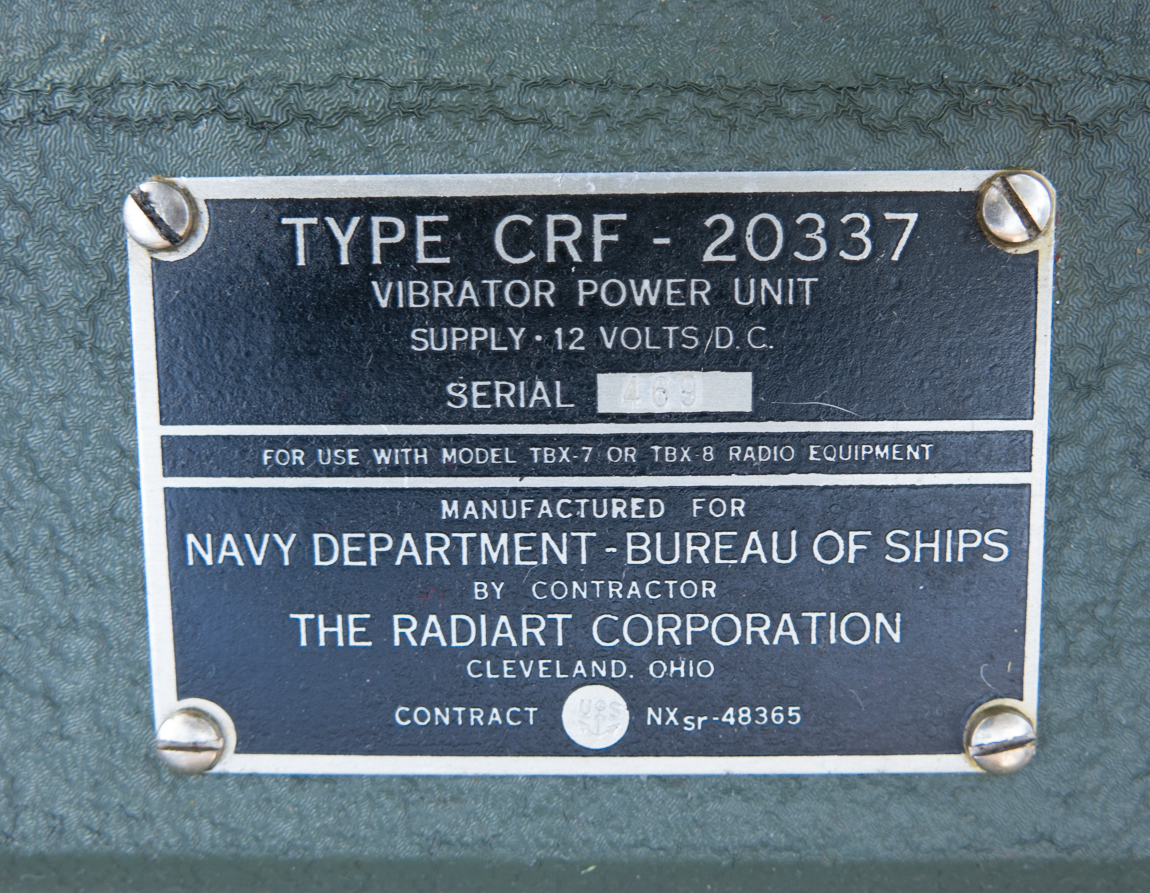 TYPE CRF - 20337
VIBRATOR POWER UNIT
SUPPLY · 12 VOLTS/D.C.
SERIAL 469
FOR USE WITH MODEL TBX-7 OR TBX-8 RADIO EQUIPMENT
MANUFACTURED FOR
NAVY DEPARTMENT - BUREAU OF SHIPS
BY CONTRACTOR
THE RADIART CORPORATION
CLEVELAND, OHIO
CONTRACT US NXsr-48365